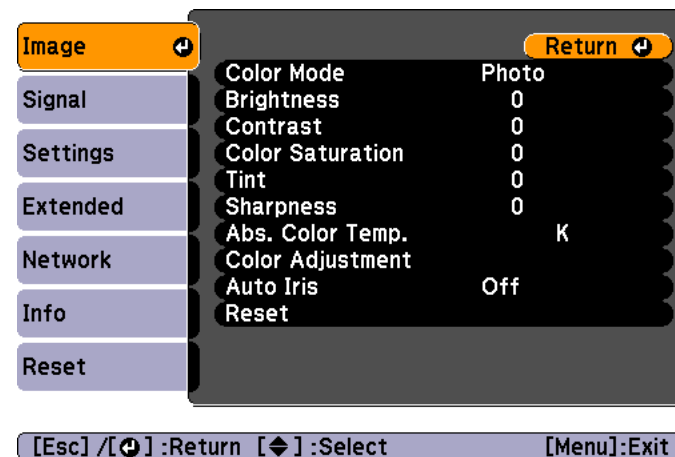 Image
Return
Color Mode Photo
Signal
Brightness 0
Contrast 0
Settings
Color Saturation 0
Tint 0
Extended
Sharpness 0
Abs. Color Temp. K
Network
Color Adjustment
Auto Iris Off
Info
Reset
Reset
[Esc] /[ ] :Return [ ] :Select [Menu]:Exit